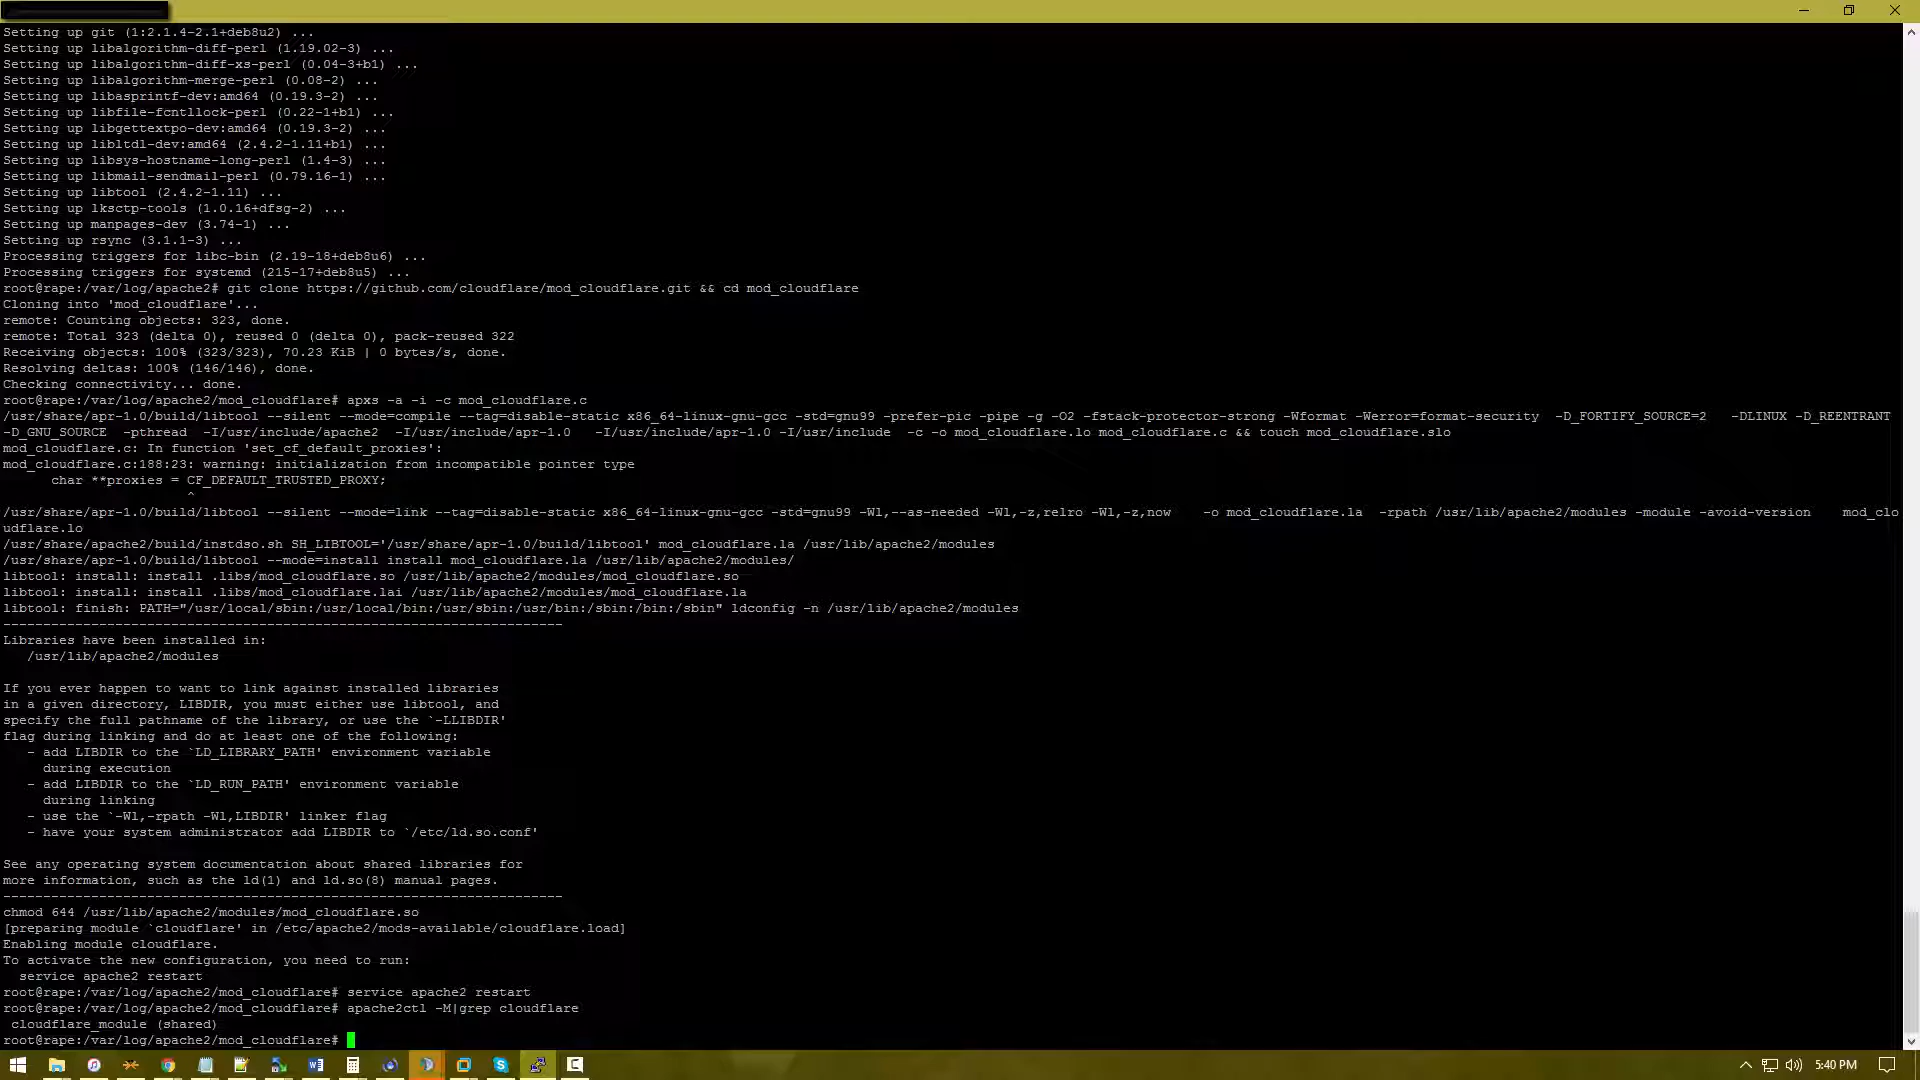 Setting up git (1:2.1.4-2.1+deb8u2) ...
Setting up libalgorithm-diff-perl (1.19.02-3) ...
Setting up libalgorithm-diff-xs-perl (0.04-3+b1) ...
Setting up libalgorithm-merge-perl (0.08-2) ...
Setting up libasprintf-dev:amd64 (0.19.3-2) ...
Setting up libfile-fcntllock-perl (0.22-1+b1) ...
Setting up libgettextpo-dev:amd64 (0.19.3-2) ...
Setting up libltdl-dev:amd64 (2.4.2-1.11+b1) ...
Setting up libsys-hostname-long-perl (1.4-3) ...
Setting up libmail-sendmail-perl (0.79.16-1) ...
Setting up libtool (2.4.2-1.11) ...
Setting up lksctp-tools (1.0.16+dfsg-2) ...
Setting up manpages-dev (3.74-1) ...
Setting up rsync (3.1.1-3) ...
Processing triggers for libc-bin (2.19-18+deb8u6) ...
Processing triggers for systemd (215-17+deb8u5) ...
root@rape:/var/log/apache2# git clone https://github.com/cloudflare/mod_cloudflare.git && cd mod_cloudflare
Cloning into 'mod_cloudflare'...
remote: Counting objects: 323, done.
remote: Total 323 (delta 0), reused 0 (delta 0), pack-reused 322
Receiving objects: 100% (323/323), 70.23 KiB | 0 bytes/s, done.
Resolving deltas: 100% (146/146), done.
Checking connectivity... done.
root@rape:/var/log/apache2/mod_cloudflare# apxs -a -i -c mod_cloudflare.c
/usr/share/apr-1.0/build/libtool --silent --mode=compile --tag=disable-static x86_64-linux-gnu-gcc -std=gnu99 -prefer-pic -pipe -g -O2 -fstack-protector-strong -Wformat -Werror=format-security -D_FORTIFY_SOURCE=2 -DLINUX -D_REENTRANT
-D_GNU_SOURCE -pthread -I/usr/include/apache2 -I/usr/include/apr-1.0 -I/usr/include/apr-1.0 -I/usr/include -c -o mod_cloudflare.lo mod_cloudflare.c && touch mod_cloudflare.slo
mod_cloudflare.c: In function 'set_cf_default_proxies':
mod_cloudflare.c:188:23: warning: initialization from incompatible pointer type
char **proxies = CF_DEFAULT_TRUSTED_PROXY;
^
/usr/share/apr-1.0/build/libtool --silent --mode=link --tag=disable-static x86_64-linux-gnu-gcc -std=gnu99 -Wl,--as-needed -Wl,-z,relro -Wl,-z,now -o mod_cloudflare.la -rpath /usr/lib/apache2/modules -module -avoid-version mod_clo
udflare.lo
/usr/share/apache2/build/instdso.sh SH_LIBTOOL='/usr/share/apr-1.0/build/libtool' mod_cloudflare.la /usr/lib/apache2/modules
/usr/share/apr-1.0/build/libtool --mode=install install mod_cloudflare.la /usr/lib/apache2/modules/
libtool: install: install .libs/mod_cloudflare.so /usr/lib/apache2/modules/mod_cloudflare.so
libtool: install: install .libs/mod_cloudflare.lai /usr/lib/apache2/modules/mod_cloudflare.la
libtool: finish: PATH="/usr/local/sbin:/usr/local/bin:/usr/sbin:/usr/bin:/sbin:/bin:/sbin" ldconfig -n /usr/lib/apache2/modules
----------------------------------------------------------------------
Libraries have been installed in:
/usr/lib/apache2/modules
If you ever happen to want to link against installed libraries
in a given directory, LIBDIR, you must either use libtool, and
specify the full pathname of the library, or use the `-LLIBDIR'
flag during linking and do at least one of the following:
- add LIBDIR to the `LD_LIBRARY_PATH' environment variable
during execution
- add LIBDIR to the `LD_RUN_PATH' environment variable
during linking
- use the `-Wl,-rpath -Wl,LIBDIR' linker flag
- have your system administrator add LIBDIR to `/etc/ld.so.conf'
See any operating system documentation about shared libraries for
more information, such as the ld(1) and ld.so(8) manual pages.
----------------------------------------------------------------------
chmod 644 /usr/lib/apache2/modules/mod_cloudflare.so
[preparing module `cloudflare' in /etc/apache2/mods-available/cloudflare.load]
Enabling module cloudflare.
To activate the new configuration, you need to run:
service apache2 restart
root@rape:/var/log/apache2/mod_cloudflare# service apache2 restart
root@rape:/var/log/apache2/mod_cloudflare# apache2ctl -M|grep cloudflare
cloudflare_module (shared)
root@rape:/var/log/apache2/mod_cloudflare#
5:40 PM